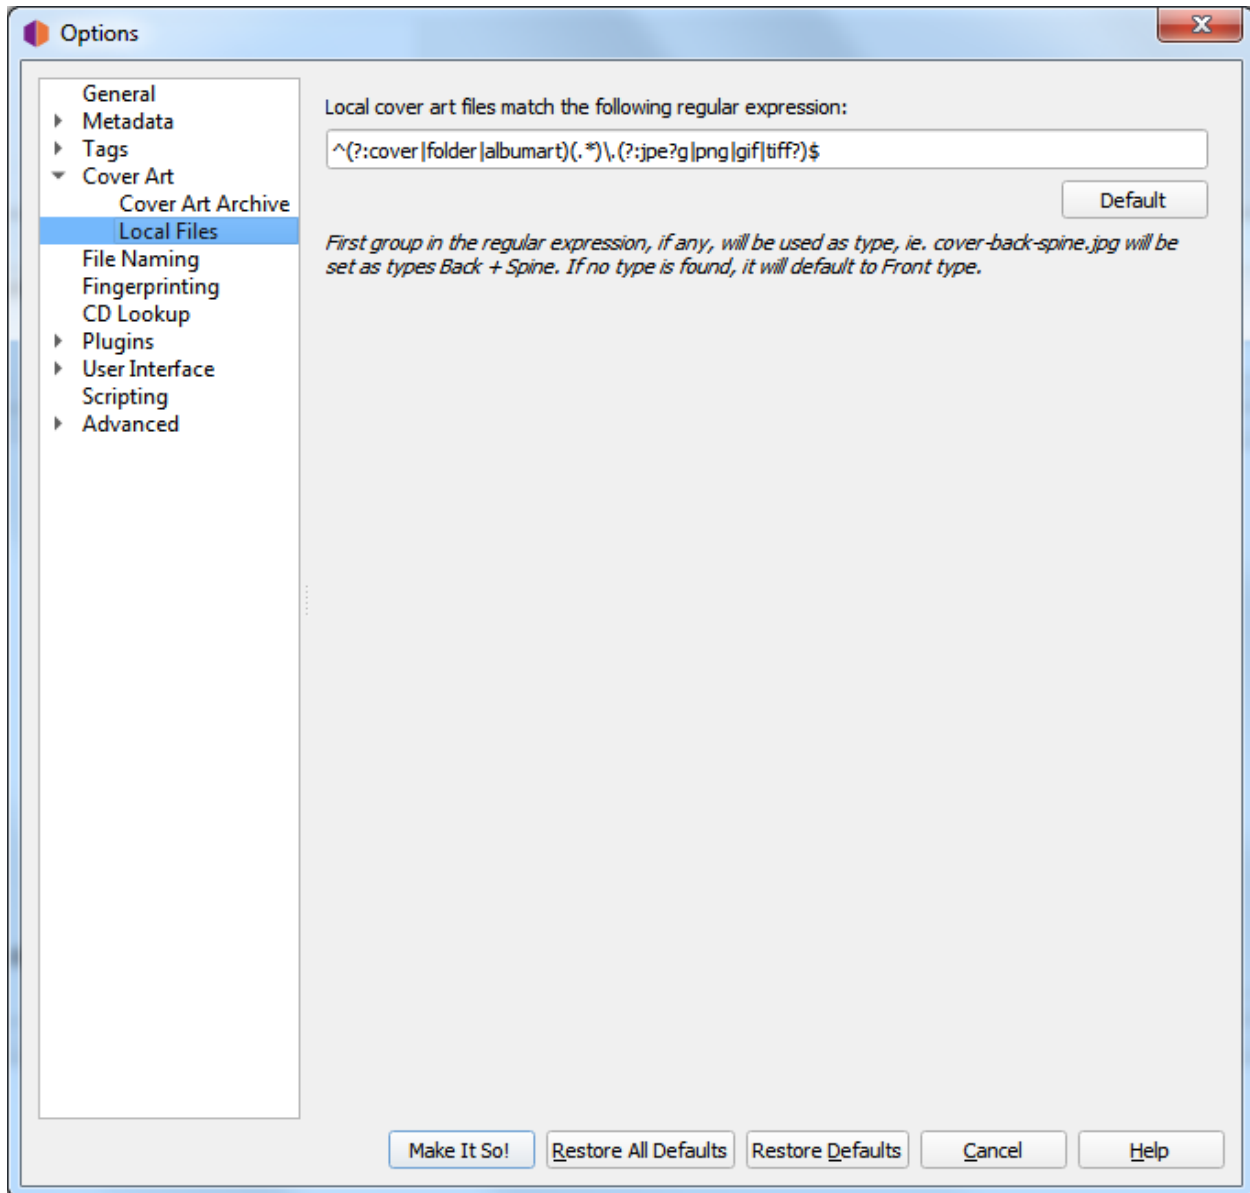 Options
General
Metadata
Tags
Cover Art
Cover Art Archive
Local Files
File Naming
Fingerprinting
CD Lookup
Plugins
User Interface
Scripting
Advanced
Local cover art files match the following regular expression:
^(?:cover|folder|albumart)(.*)\.(?:jpe?g|png|gif|tiff?)$
Default
First group in the regular expression, if any, will be used as type, ie. cover-back-spine.jpg will be
set as types Back + Spine. If no type is found, it will default to Front type.
Make It So!
Restore All Defaults
Restore Defaults
Cancel
Help